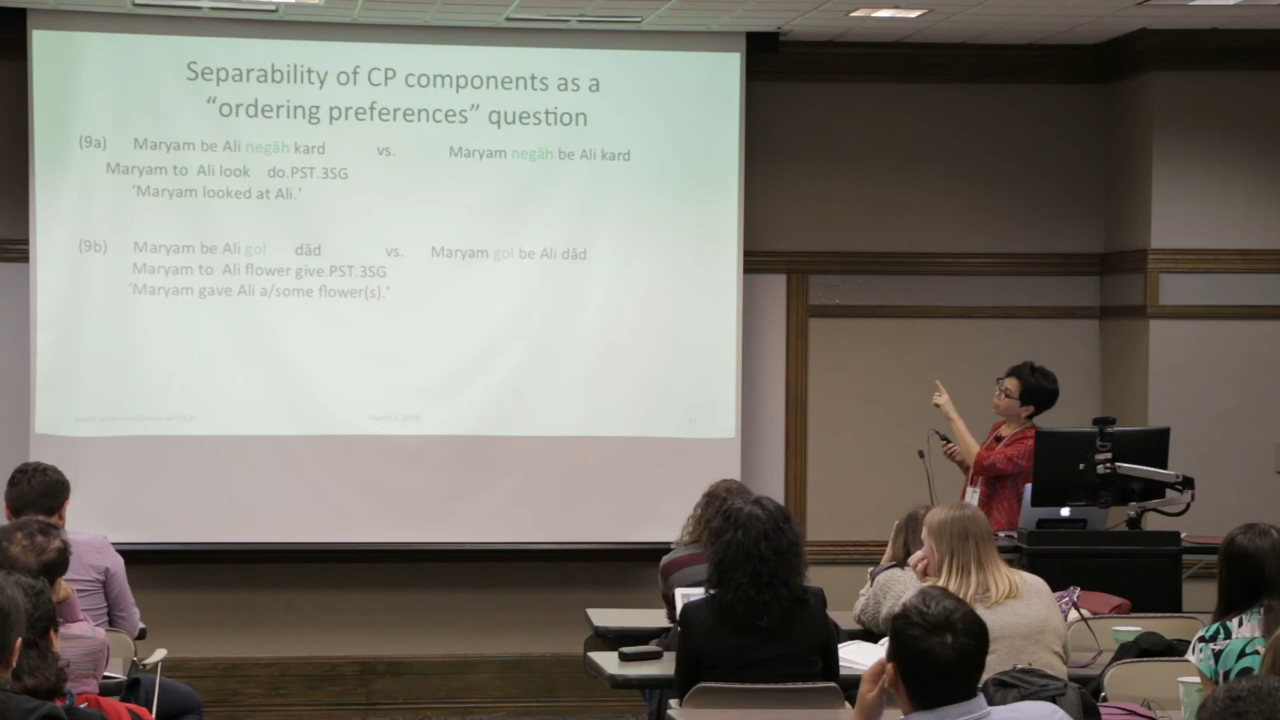 Separability of CP components as a
"ordering preferences" question
(9a) Maryam be Ali negāh kard vs. Maryam negāh be Ali kard
Maryam to Ali look do.PST.3SG
'Maryam looked at Ali.'
(9b) Maryam be Ali gol dād vs. Maryam gol be Ali dād
Maryam to Ali flower give.PST.3SG
'Maryam gave Ali a/some flower(s).'